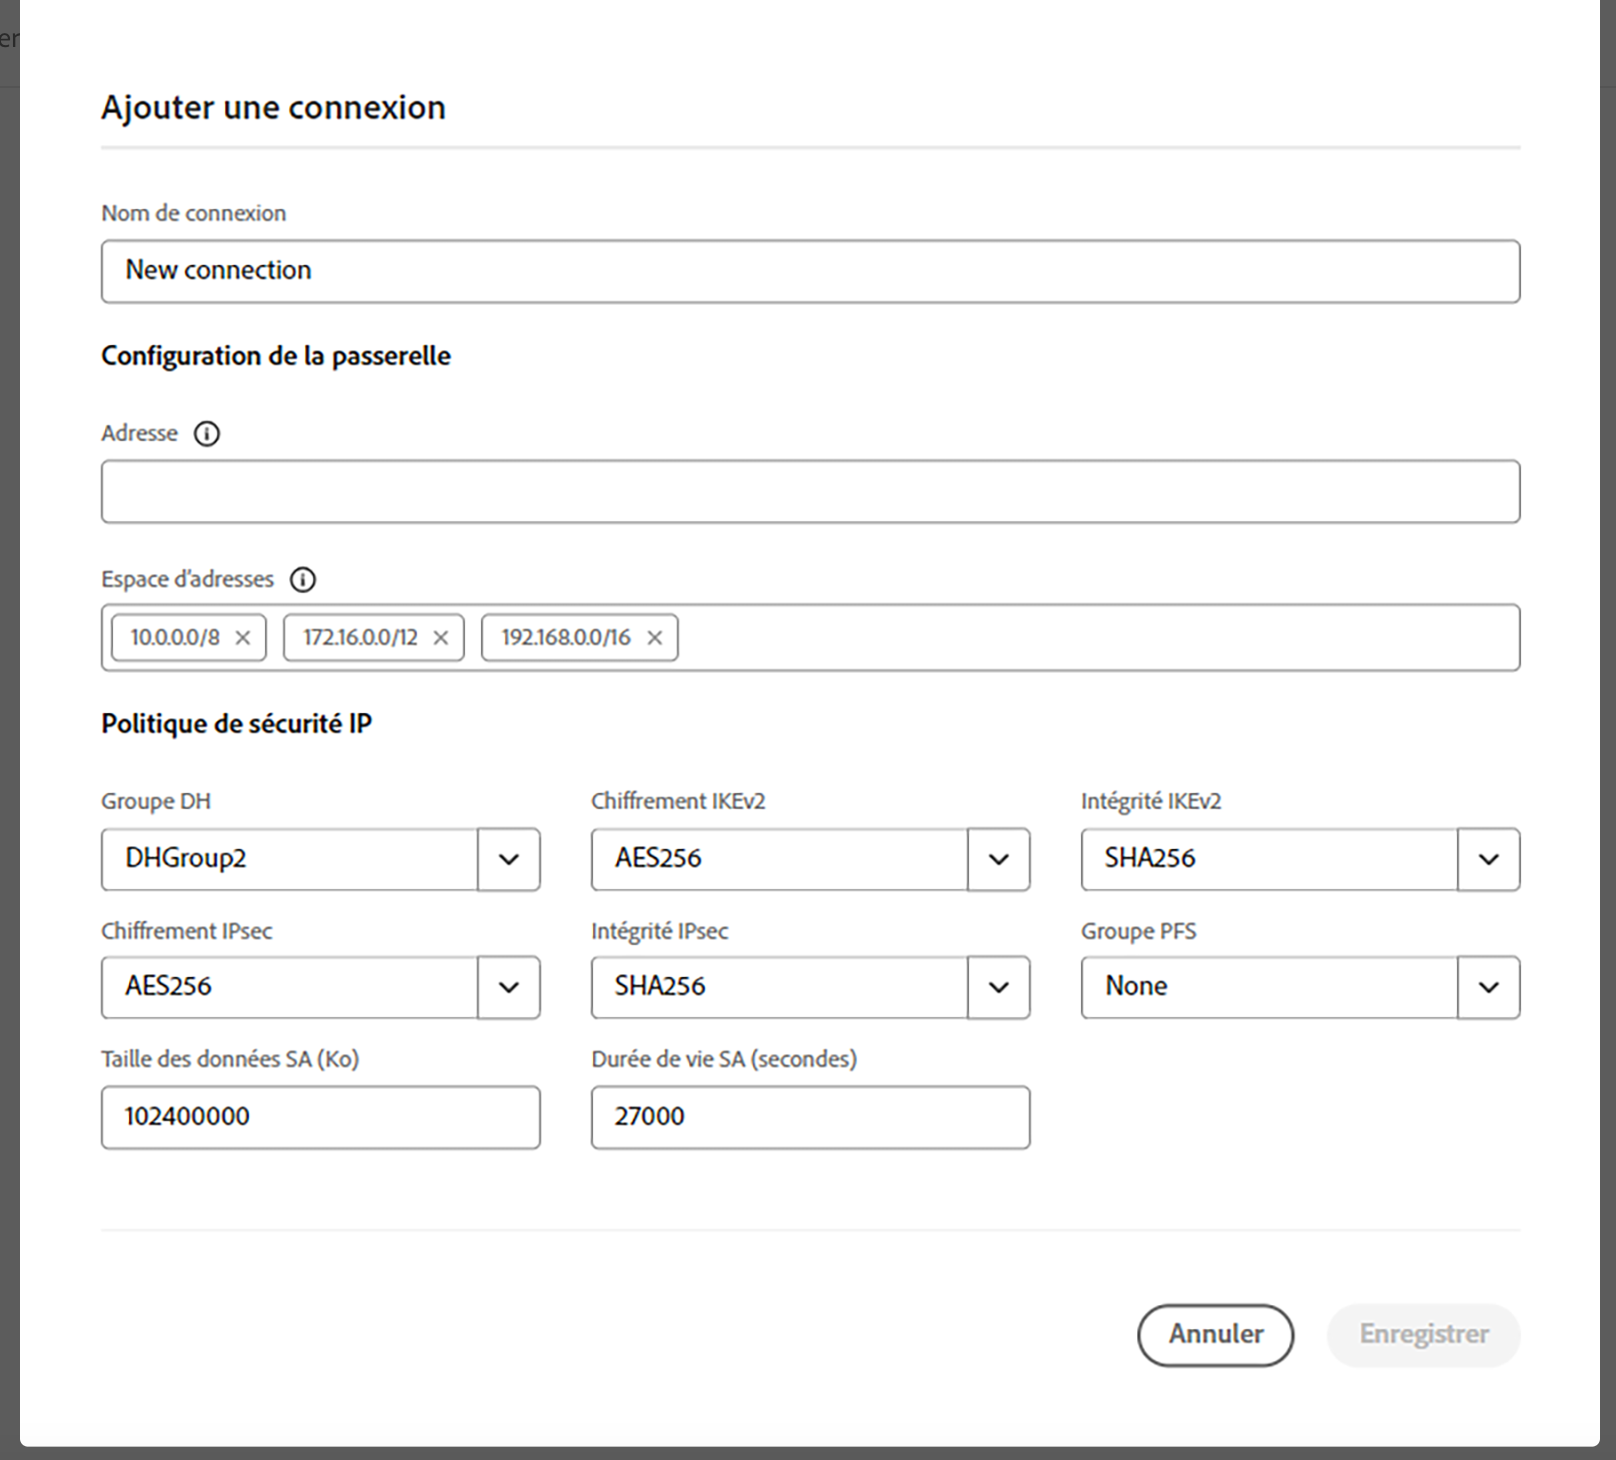 er
Ajouter une connexion
Nom de connexion
New connection
Configuration de la passerelle
Adresse
Espace d'adresses
10.0.0.0/8 172.16.0.0/12 192.168.0.0/16
Politique de sécurité IP
Groupe DH Chiffrement IKEv2 Intégrité IKEv2
DHGroup2 AES256 SHA256
Chiffrement IPsec Intégrité IPsec Groupe PFS
AES256 SHA256 None
Taille des données SA (Ko) Durée de vie SA (secondes)
102400000 27000
Annuler Enregistrer